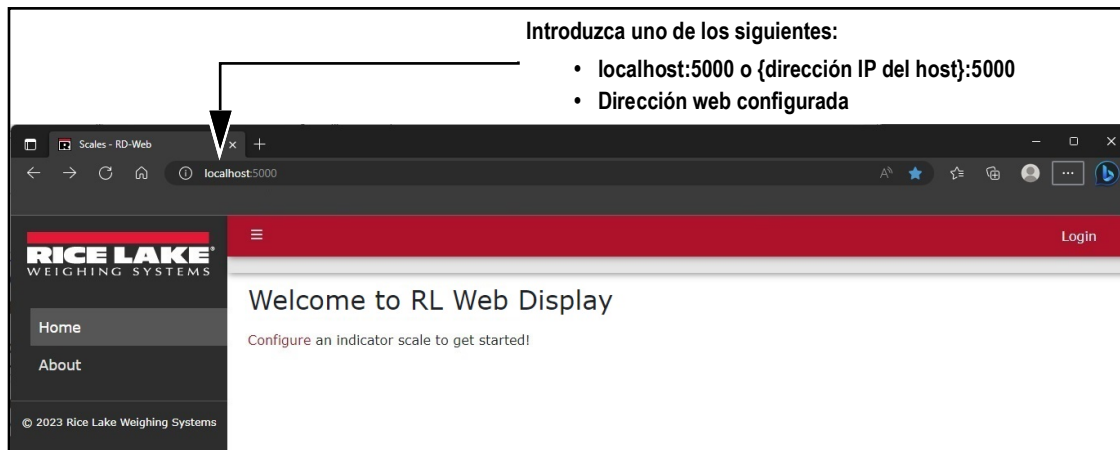 Introduzca uno de los siguientes:
• localhost:5000 o {dirección IP del host}:5000
• Dirección web configurada
Scales - RD-Web
localhost:5000
RICE LAKE®
WEIGHING SYSTEMS
Login
Welcome to RL Web Display
Configure an indicator scale to get started!
Home
About
© 2023 Rice Lake Weighing Systems